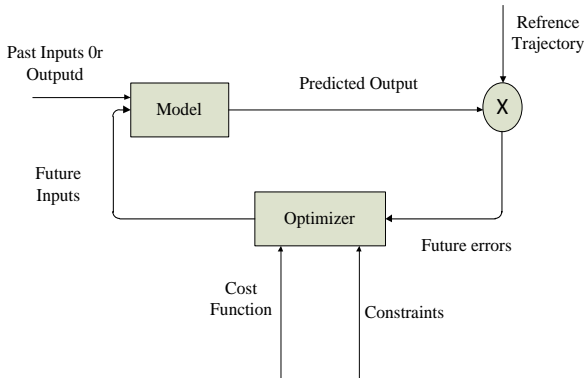 Refrence
Trajectory
Past Inputs 0r
Outputd
Predicted Output
Model
X
Future
Inputs
Optimizer
Future errors
Cost
Function
Constraints